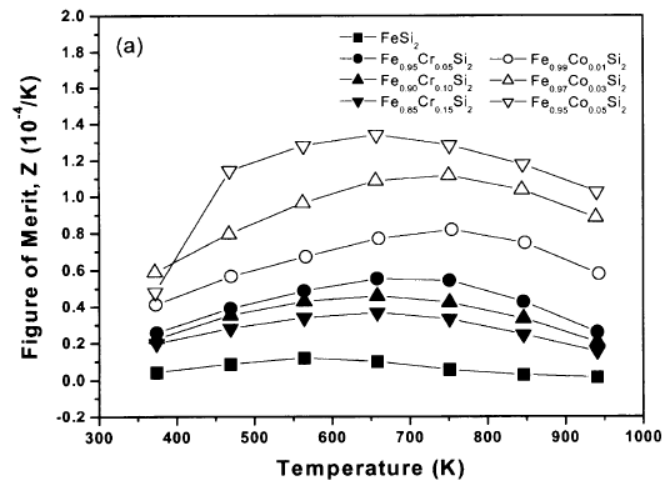 (a)
FeSi₂
Fe₀.₉₅Cr₀.₀₅Si₂
Fe₀.₉₀Cr₀.₁₀Si₂
Fe₀.₈₅Cr₀.₁₅Si₂
Fe₀.₉₉Co₀.₀₁Si₂
Fe₀.₉₇Co₀.₀₃Si₂
Fe₀.₉₅Co₀.₀₅Si₂
Figure of Merit, Z (10⁻⁴/K)
2.0
1.8
1.6
1.4
1.2
1.0
0.8
0.6
0.4
0.2
0.0
-0.2
300 400 500 600 700 800 900 1000
Temperature (K)